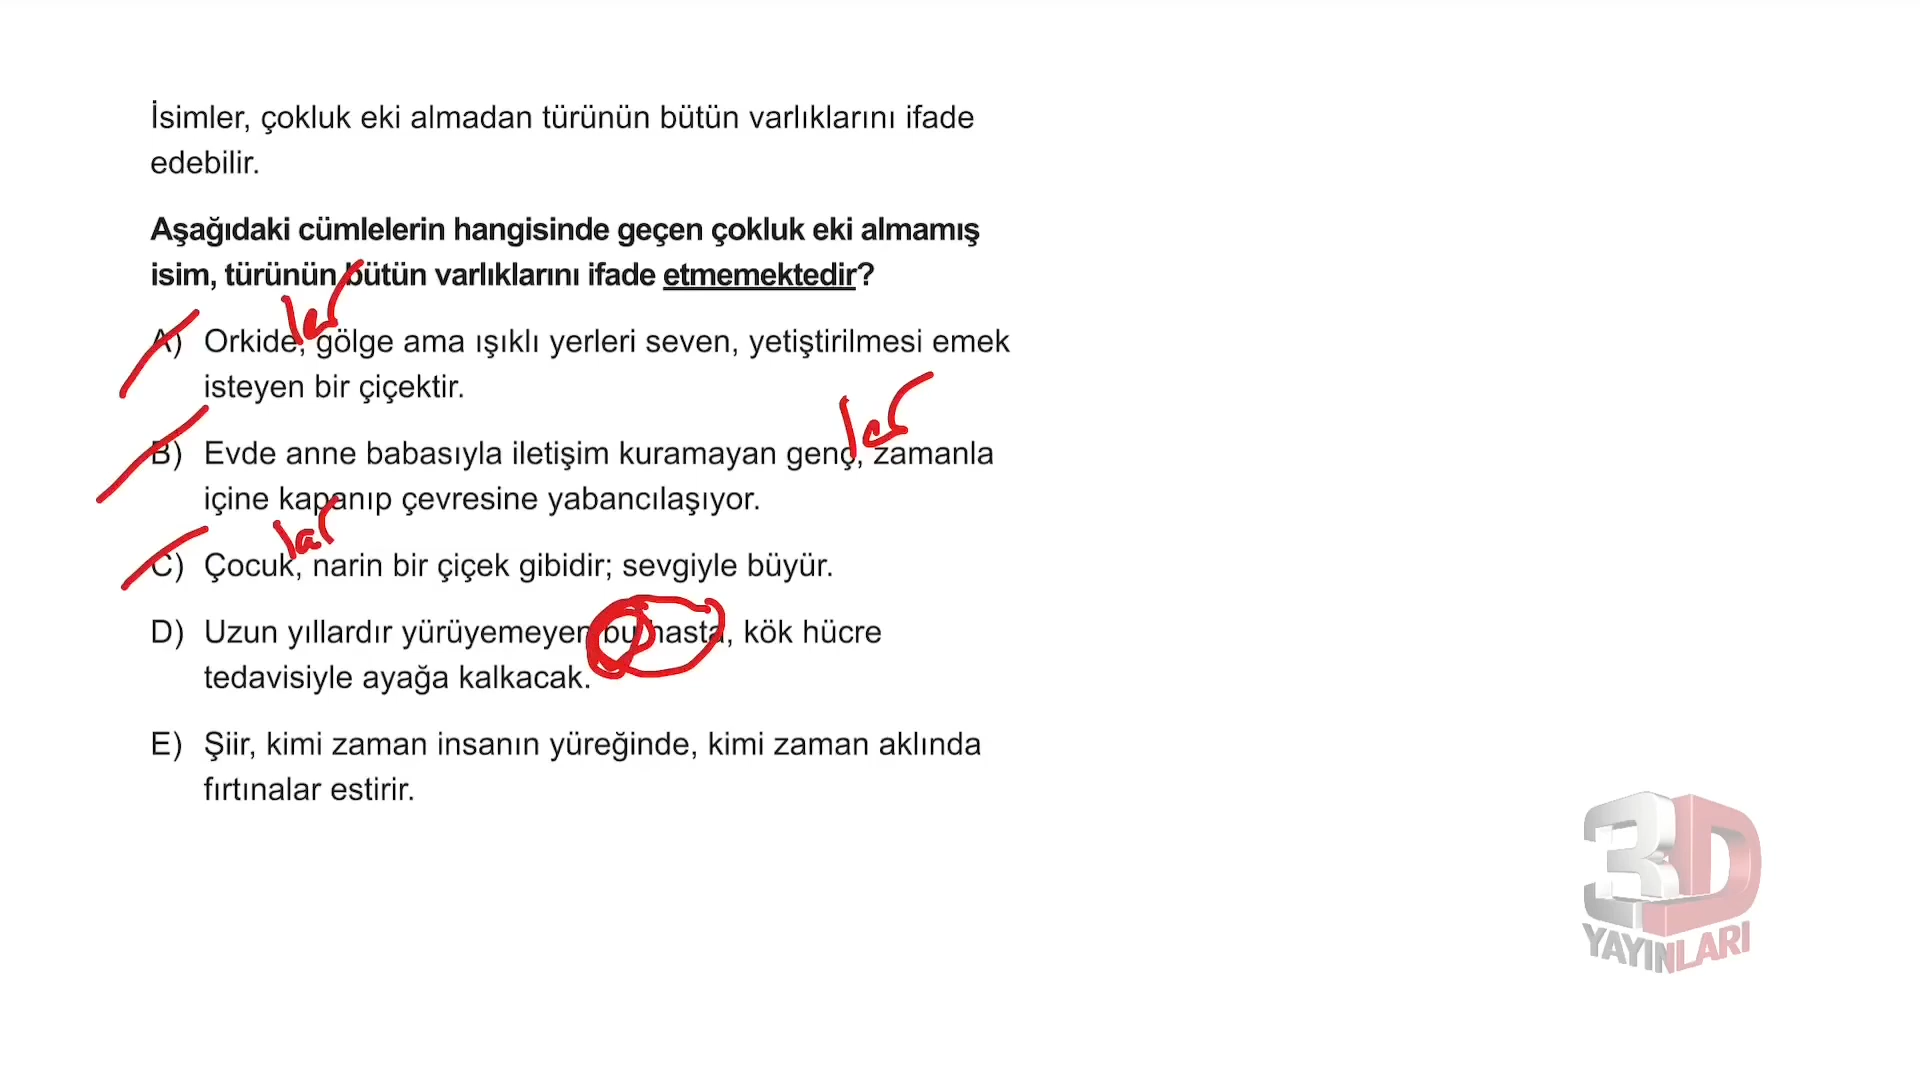 İsimler, çokluk eki almadan türünün bütün varlıklarını ifade
edebilir.
Aşağıdaki cümlelerin hangisinde geçen çokluk eki almamış
isim, türünün bütün varlıklarını ifade etmemektedir?
ler
A) Orkide, gölge ama ışıklı yerleri seven, yetiştirilmesi emek
isteyen bir çiçektir.
ler
B) Evde anne babasıyla iletişim kuramayan genç, zamanla
içine kapanıp çevresine yabancılaşıyor.
lar
C) Çocuk, narin bir çiçek gibidir; sevgiyle büyür.
D) Uzun yıllardır yürüyemeyen bu hasta, kök hücre
tedavisiyle ayağa kalkacak.
E) Şiir, kimi zaman insanın yüreğinde, kimi zaman aklında
fırtınalar estirir.
3D
YAYINLARI